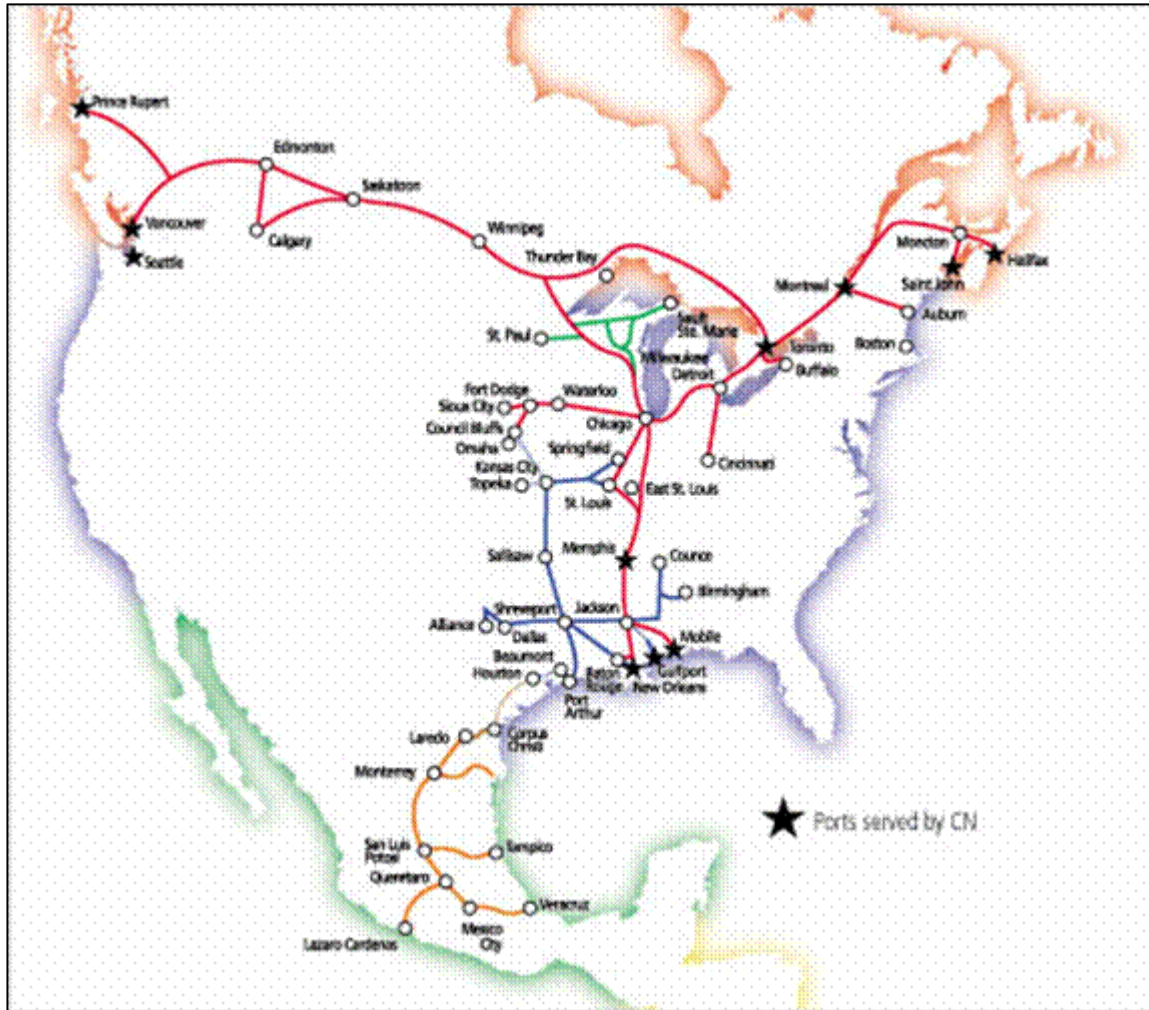 Prince Rupert
Edmonton
Saskatoon
Vancouver
Calgary
Winnipeg
Seattle
Thunder Bay
Moncton
Halifax
Montreal
Saint John
Auburn
Sault
Ste. Marie
St. Paul
Toronto
Boston
Milwaukee
Detroit
Buffalo
Fort Dodge
Waterloo
Sioux City
Chicago
Council Bluffs
Omaha
Springfield
Cincinnati
Kansas City
Topeka
St. Louis
East St. Louis
Memphis
Counce
Sallisaw
Birmingham
Shreveport
Jackson
Alliance
Dallas
Mobile
Beaumont
Baton
Rouge
Gulfport
New Orleans
Houston
Port
Arthur
Laredo
Corpus
Christi
Monterrey
Ports served by CN
San Luis
Potosi
Tampico
Queretaro
Veracruz
Mexico
City
Lazaro Cardenas